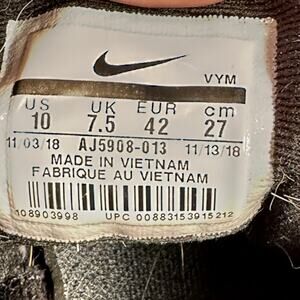 VYM
US UK EUR cm
10 7.5 42 27
11/03/18 AJ5908-013 11/13/18
MADE IN VIETNAM
FABRIQUE AU VIETNAM
108903998 UPC 00883153915212